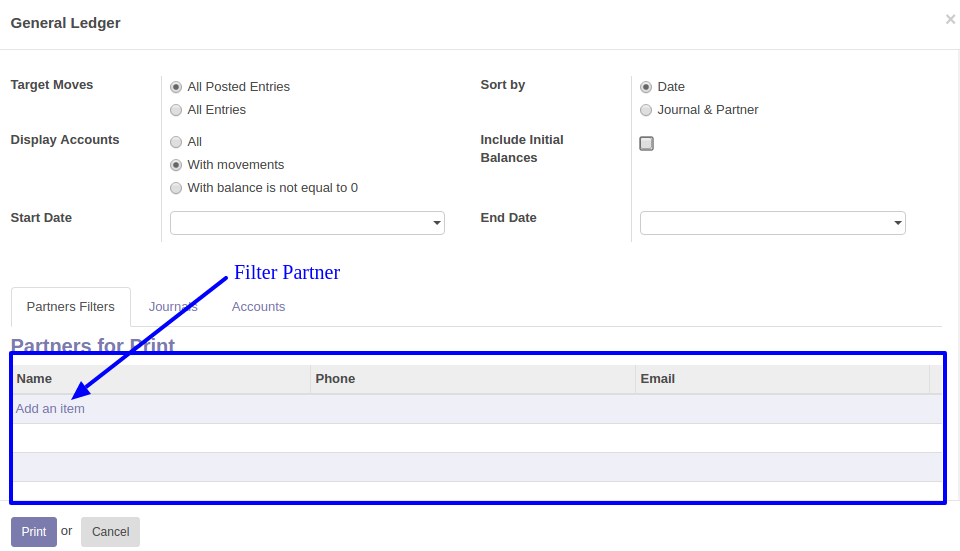 General Ledger
×
Target Moves
All Posted Entries
All Entries
Sort by
Date
Journal & Partner
Display Accounts
All
With movements
With balance is not equal to 0
Include Initial
Balances
Start Date
End Date
Filter Partner
Partners Filters
Journals
Accounts
Partners for Print
Name
Phone
Email
Add an item
Print
or
Cancel